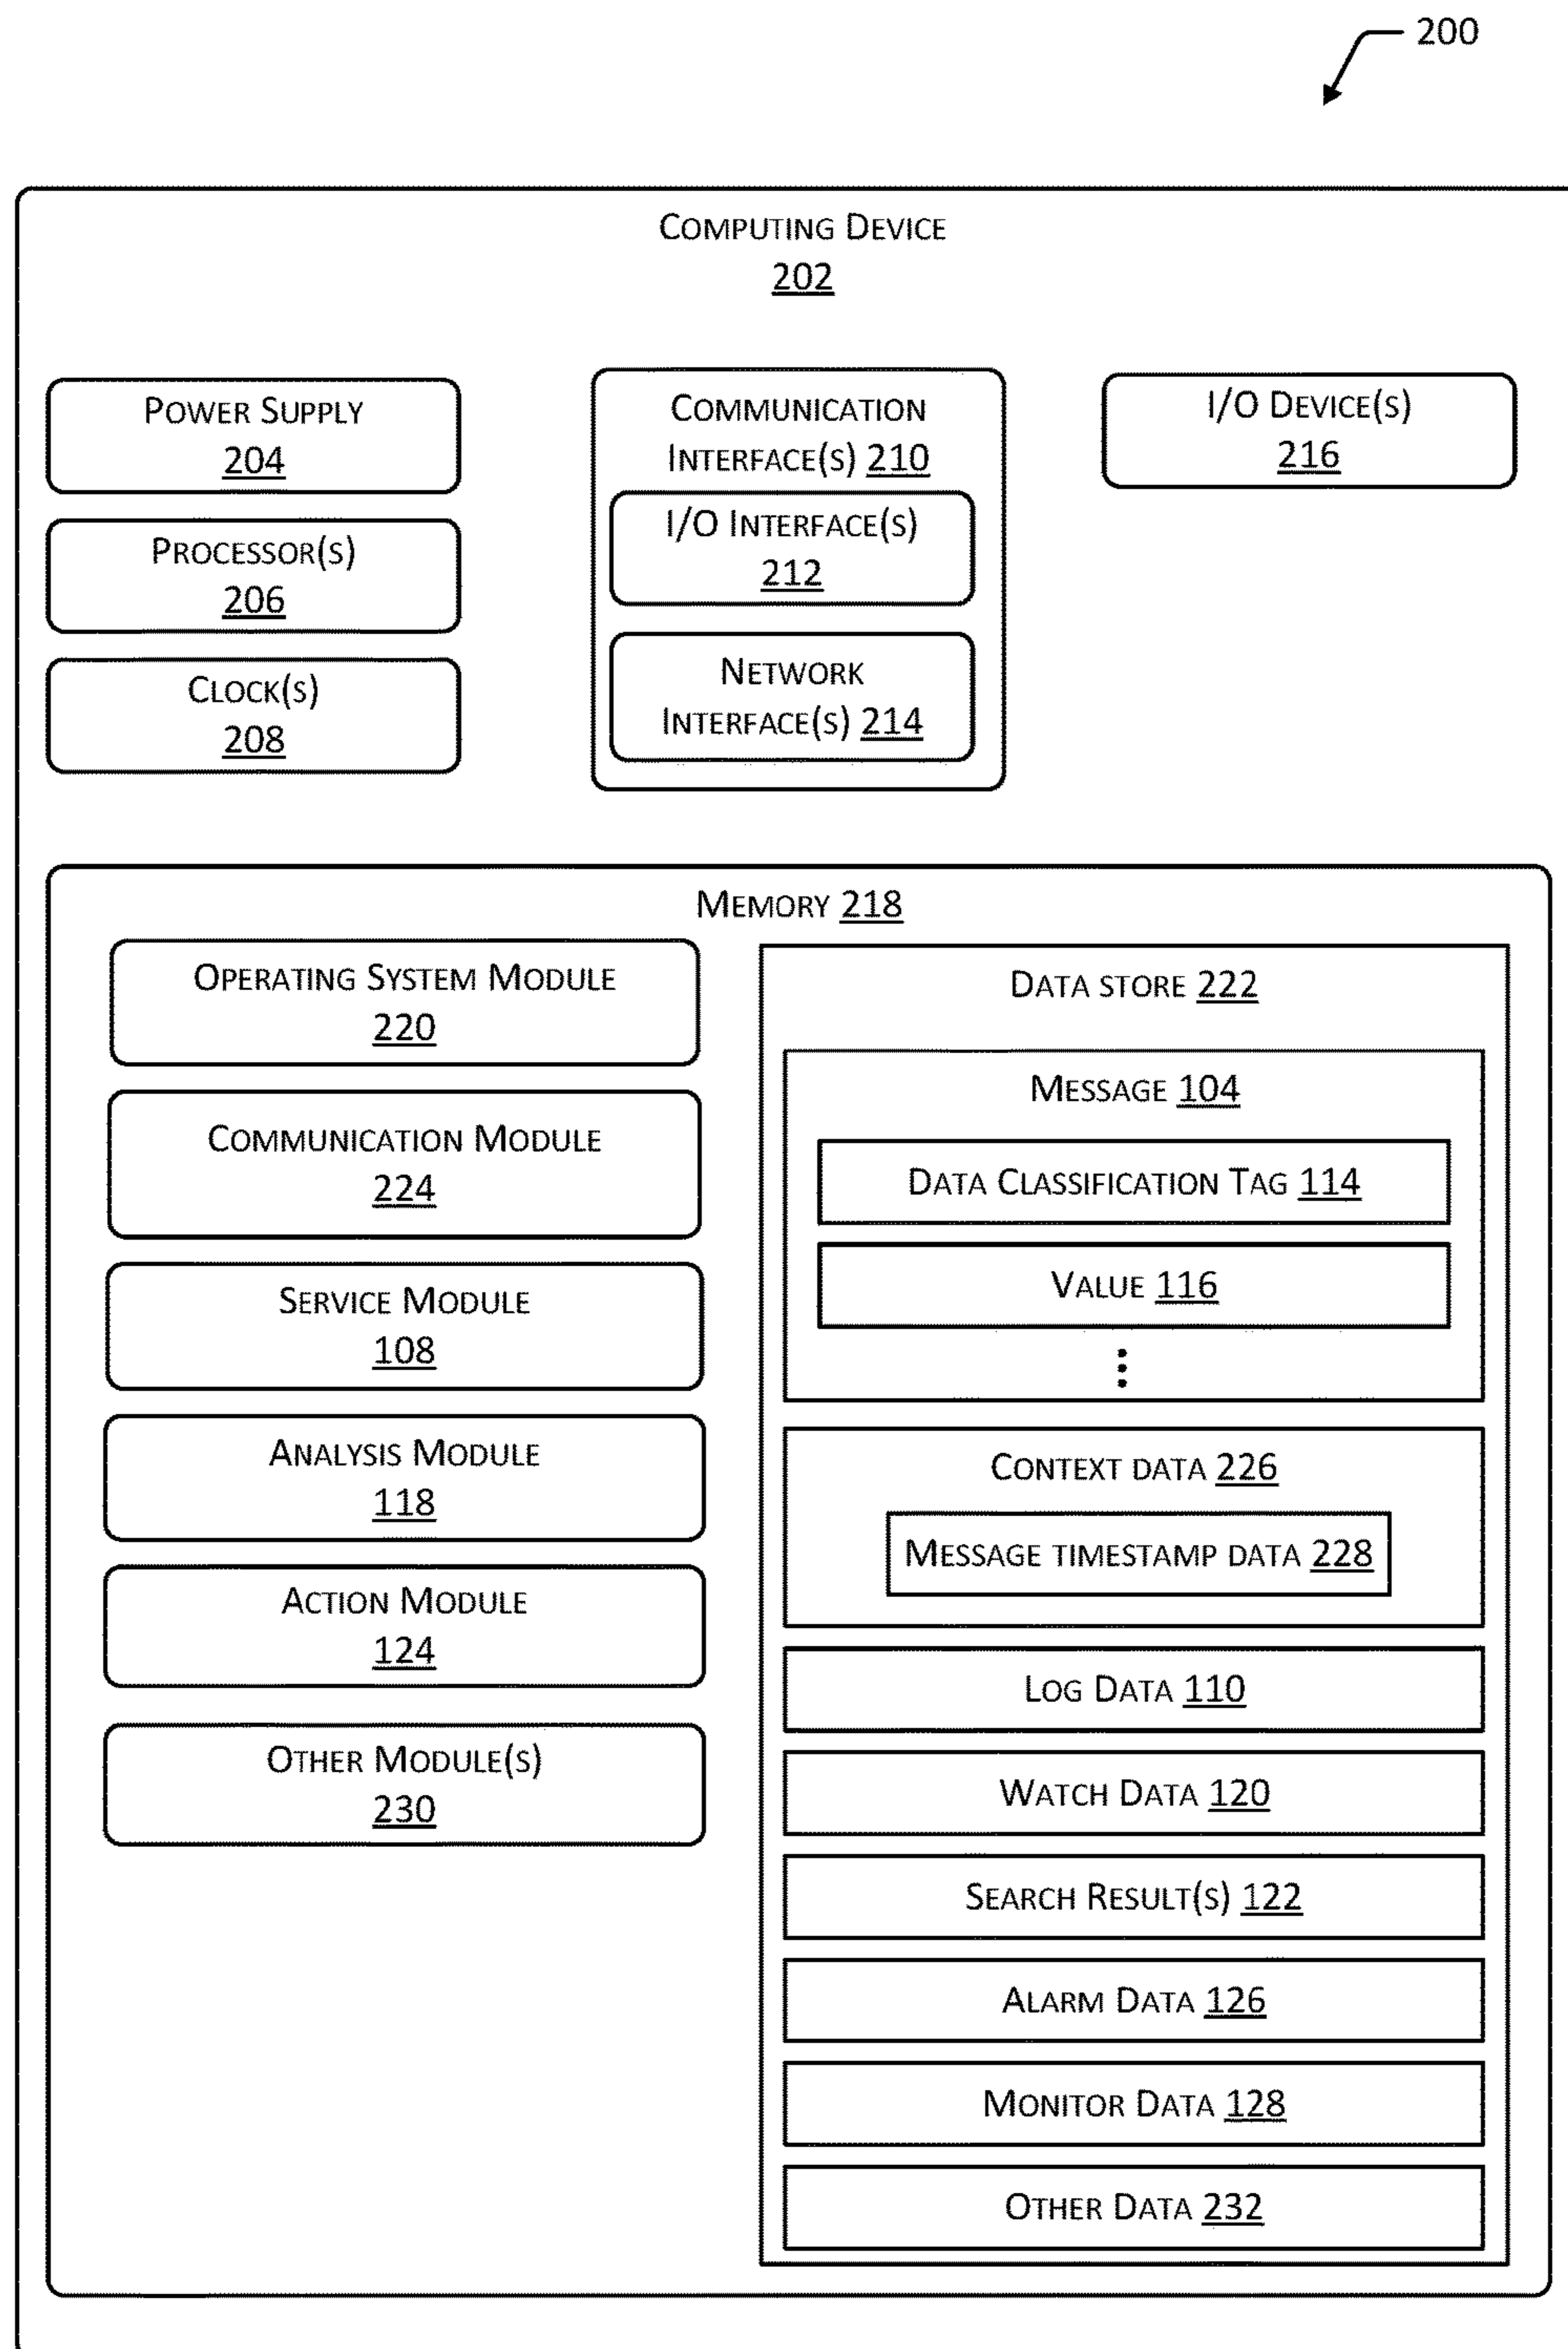 200
COMPUTING DEVICE
202
POWER SUPPLY
204
PROCESSOR(S)
206
CLOCK(S)
208
COMMUNICATION
INTERFACE(S) 210
I/O INTERFACE(S)
212
NETWORK
INTERFACE(S) 214
I/O DEVICE(S)
216
MEMORY 218
OPERATING SYSTEM MODULE
220
COMMUNICATION MODULE
224
SERVICE MODULE
108
ANALYSIS MODULE
118
ACTION MODULE
124
OTHER MODULE(S)
230
DATA STORE 222
MESSAGE 104
DATA CLASSIFICATION TAG 114
VALUE 116
CONTEXT DATA 226
MESSAGE TIMESTAMP DATA 228
LOG DATA 110
WATCH DATA 120
SEARCH RESULT(S) 122
ALARM DATA 126
MONITOR DATA 128
OTHER DATA 232